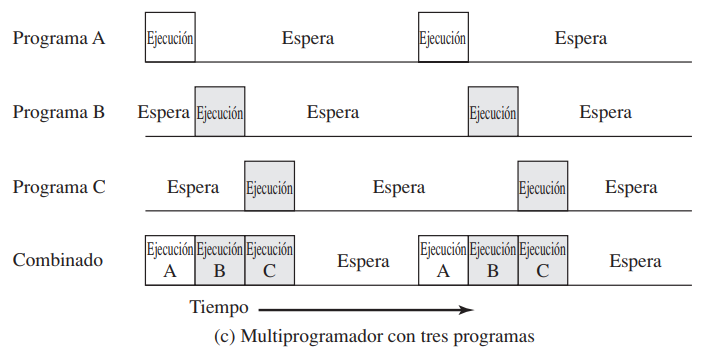 Programa A Ejecución Espera Ejecución Espera
Programa B Espera Ejecución Espera Ejecución Espera
Programa C Espera Ejecución Espera Ejecución Espera
Combinado Ejecución A Ejecución B Ejecución C Espera Ejecución A Ejecución B Ejecución C Espera
Tiempo
(c) Multiprogramador con tres programas